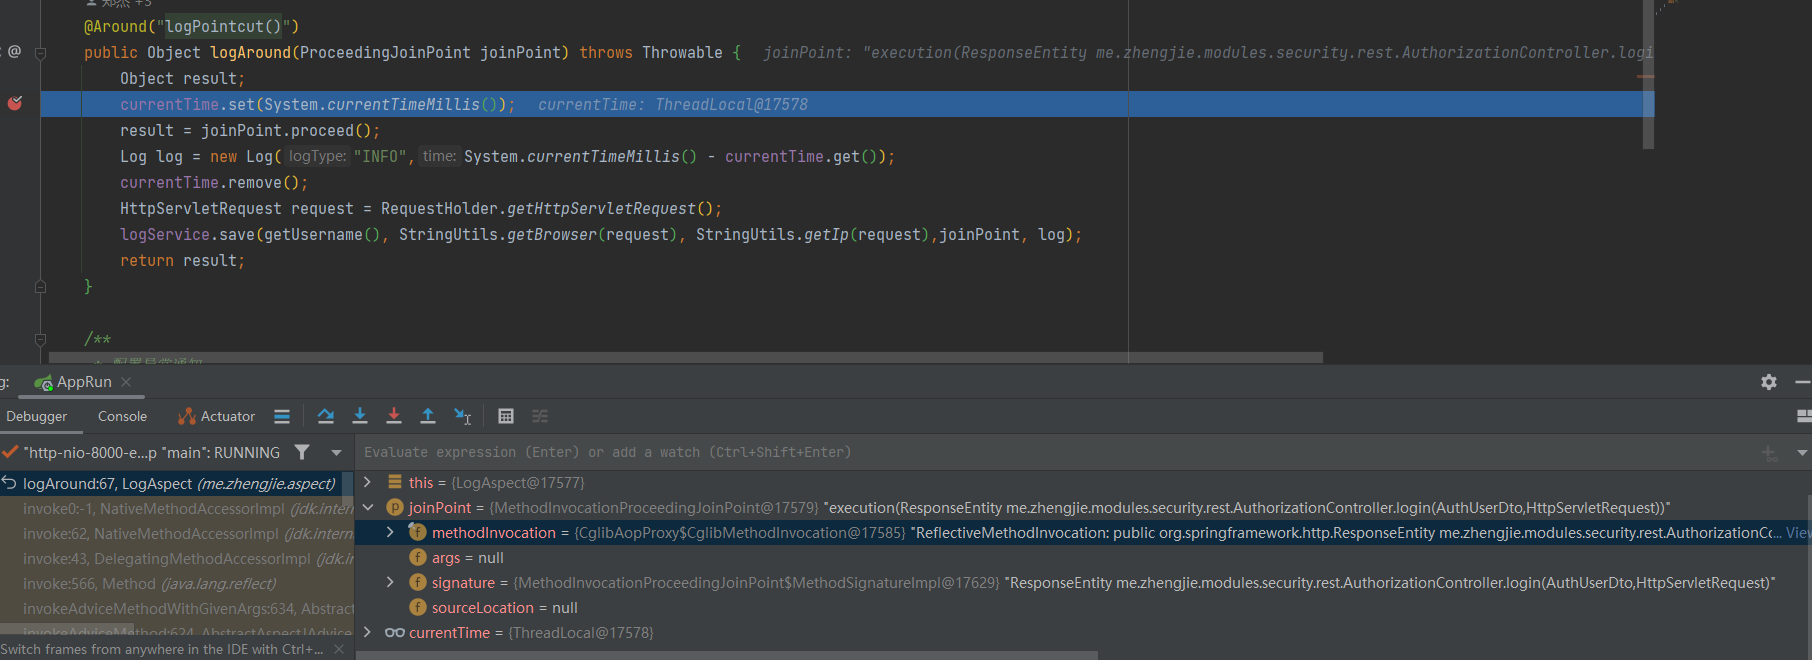 @Around("logPointcut()")
public Object logAround(ProceedingJoinPoint joinPoint) throws Throwable {   joinPoint: "execution(ResponseEntity me.zhengjie.modules.security.rest.AuthorizationController.logi
Object result;
currentTime.set(System.currentTimeMillis());   currentTime: ThreadLocal@17578
result = joinPoint.proceed();
Log log = new Log( logType: "INFO", time: System.currentTimeMillis() - currentTime.get());
currentTime.remove();
HttpServletRequest request = RequestHolder.getHttpServletRequest();
logService.save(getUsername(), StringUtils.getBrowser(request), StringUtils.getIp(request),joinPoint, log);
return result;
}
/**
g: AppRun
Debugger Console Actuator
"http-nio-8000-e...p "main": RUNNING
Evaluate expression (Enter) or add a watch (Ctrl+Shift+Enter)
logAround:67, LogAspect (me.zhengjie.aspect)
invoke0:-1, NativeMethodAccessorImpl (jdk.intern
invoke:62, NativeMethodAccessorImpl (jdk.interna
invoke:43, DelegatingMethodAccessorImpl (jdk.in
invoke:566, Method (java.lang.reflect)
invokeAdviceMethodWithGivenArgs:634, Abstract
invokeAdviceMethod:624, AbstractAspectJAdvice
Switch frames from anywhere in the IDE with Ctrl+...
this = {LogAspect@17577}
joinPoint = {MethodInvocationProceedingJoinPoint@17579} "execution(ResponseEntity me.zhengjie.modules.security.rest.AuthorizationController.login(AuthUserDto,HttpServletRequest))"
methodInvocation = {CglibAopProxy$CglibMethodInvocation@17585} "ReflectiveMethodInvocation: public org.springframework.http.ResponseEntity me.zhengjie.modules.security.rest.AuthorizationCo... View
args = null
signature = {MethodInvocationProceedingJoinPoint$MethodSignatureImpl@17629} "ResponseEntity me.zhengjie.modules.security.rest.AuthorizationController.login(AuthUserDto,HttpServletRequest)"
sourceLocation = null
currentTime = {ThreadLocal@17578}